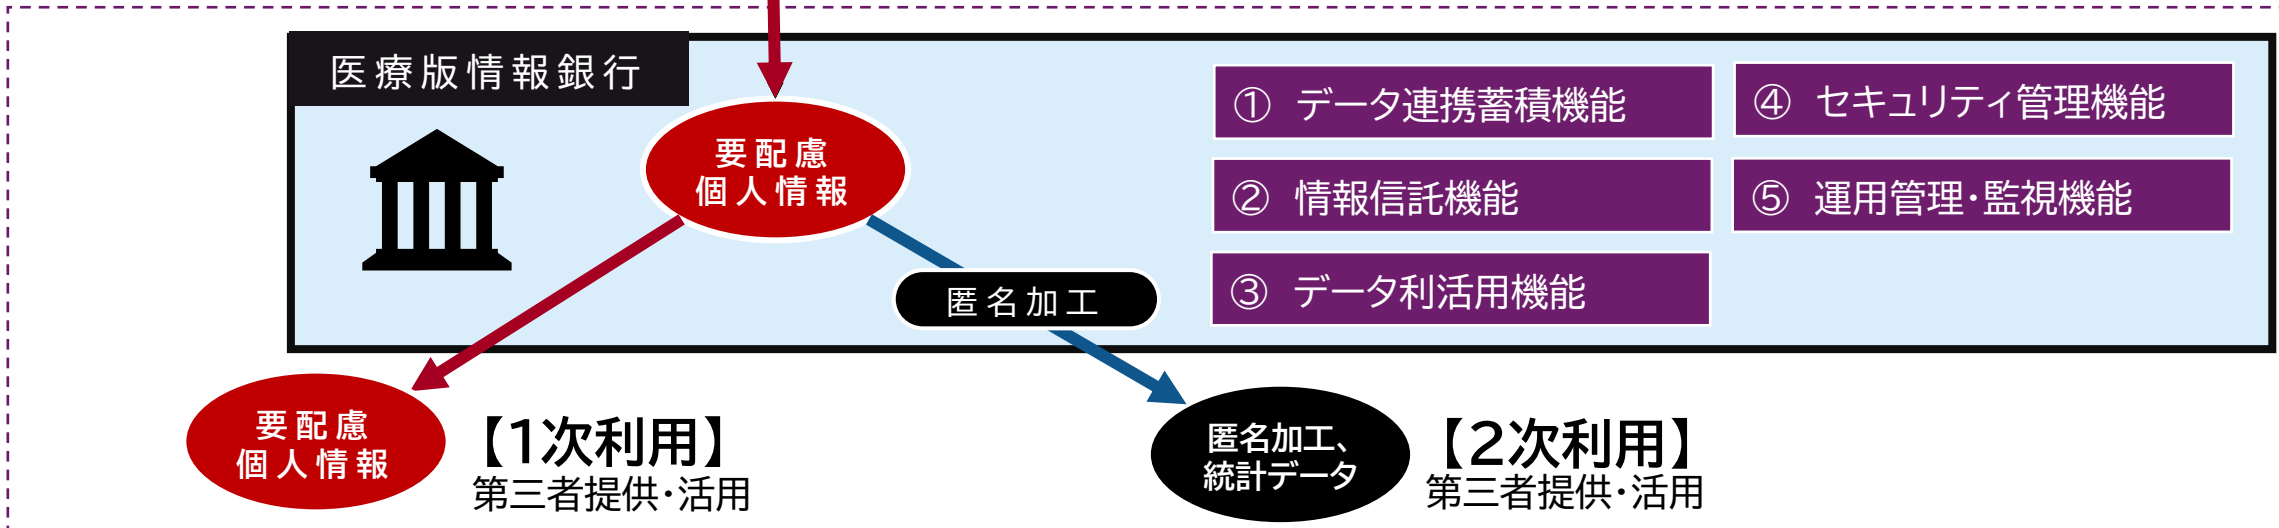 医療版情報銀行
要配慮
個人情報
① データ連携蓄積機能
② 情報信託機能
③ データ利活用機能
④ セキュリティ管理機能
⑤ 運用管理・監視機能
匿名加工
要配慮
個人情報
【1次利用】
第三者提供・活用
匿名加工、
統計データ
【2次利用】
第三者提供・活用